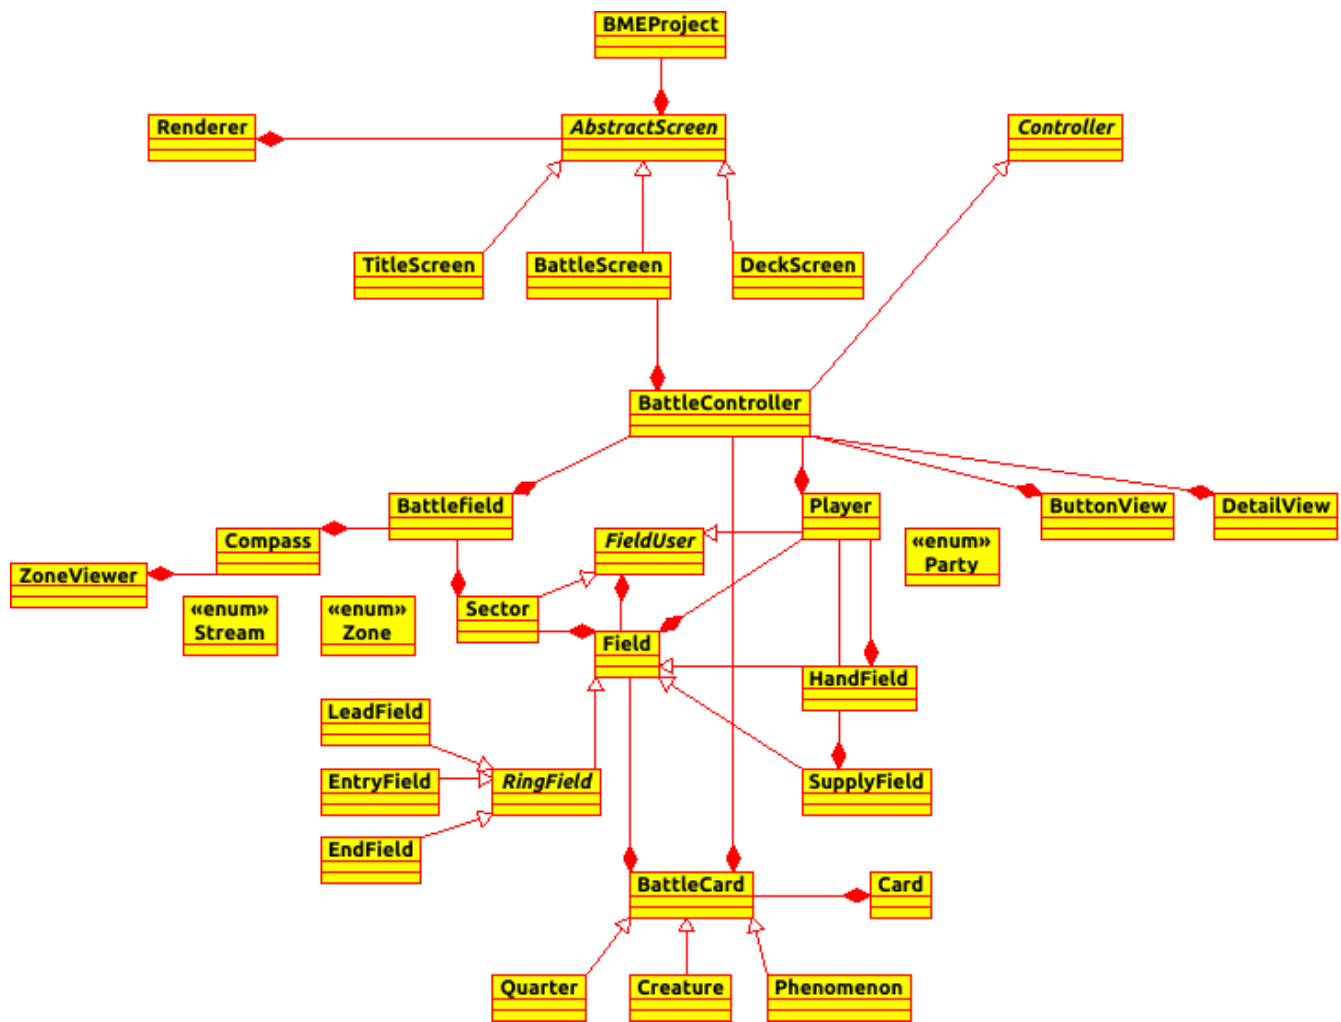 BMEProject
Renderer
AbstractScreen
Controller
TitleScreen
BattleScreen
DeckScreen
BattleController
Battlefield
Player
ButtonView
DetailView
Compass
FieldUser
«enum»
Party
ZoneViewer
«enum»
Stream
«enum»
Zone
Sector
Field
HandField
LeadField
EntryField
RingField
SupplyField
EndField
BattleCard
Card
Quarter
Creature
Phenomenon